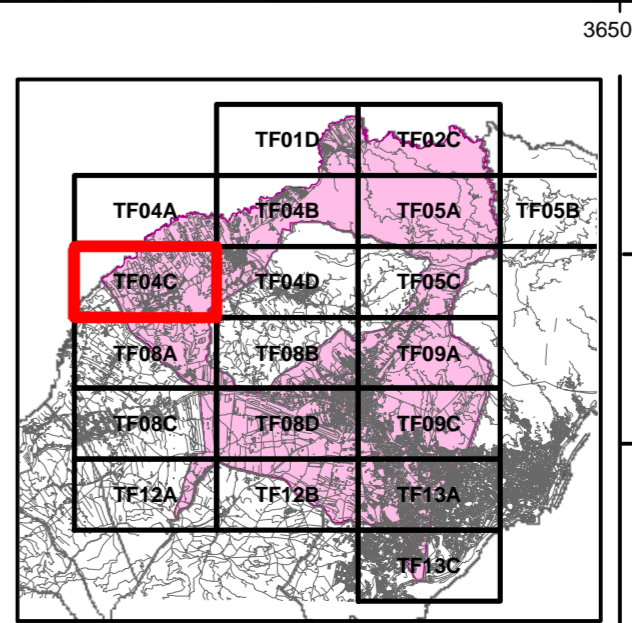 3650
TF01D TF02C
TF04A TF04B TF05A TF05B
TF04C TF04D TF05C
TF08A TF08B TF09A
TF08C TF08D TF09C
TF12A TF12B TF13A
TF13C